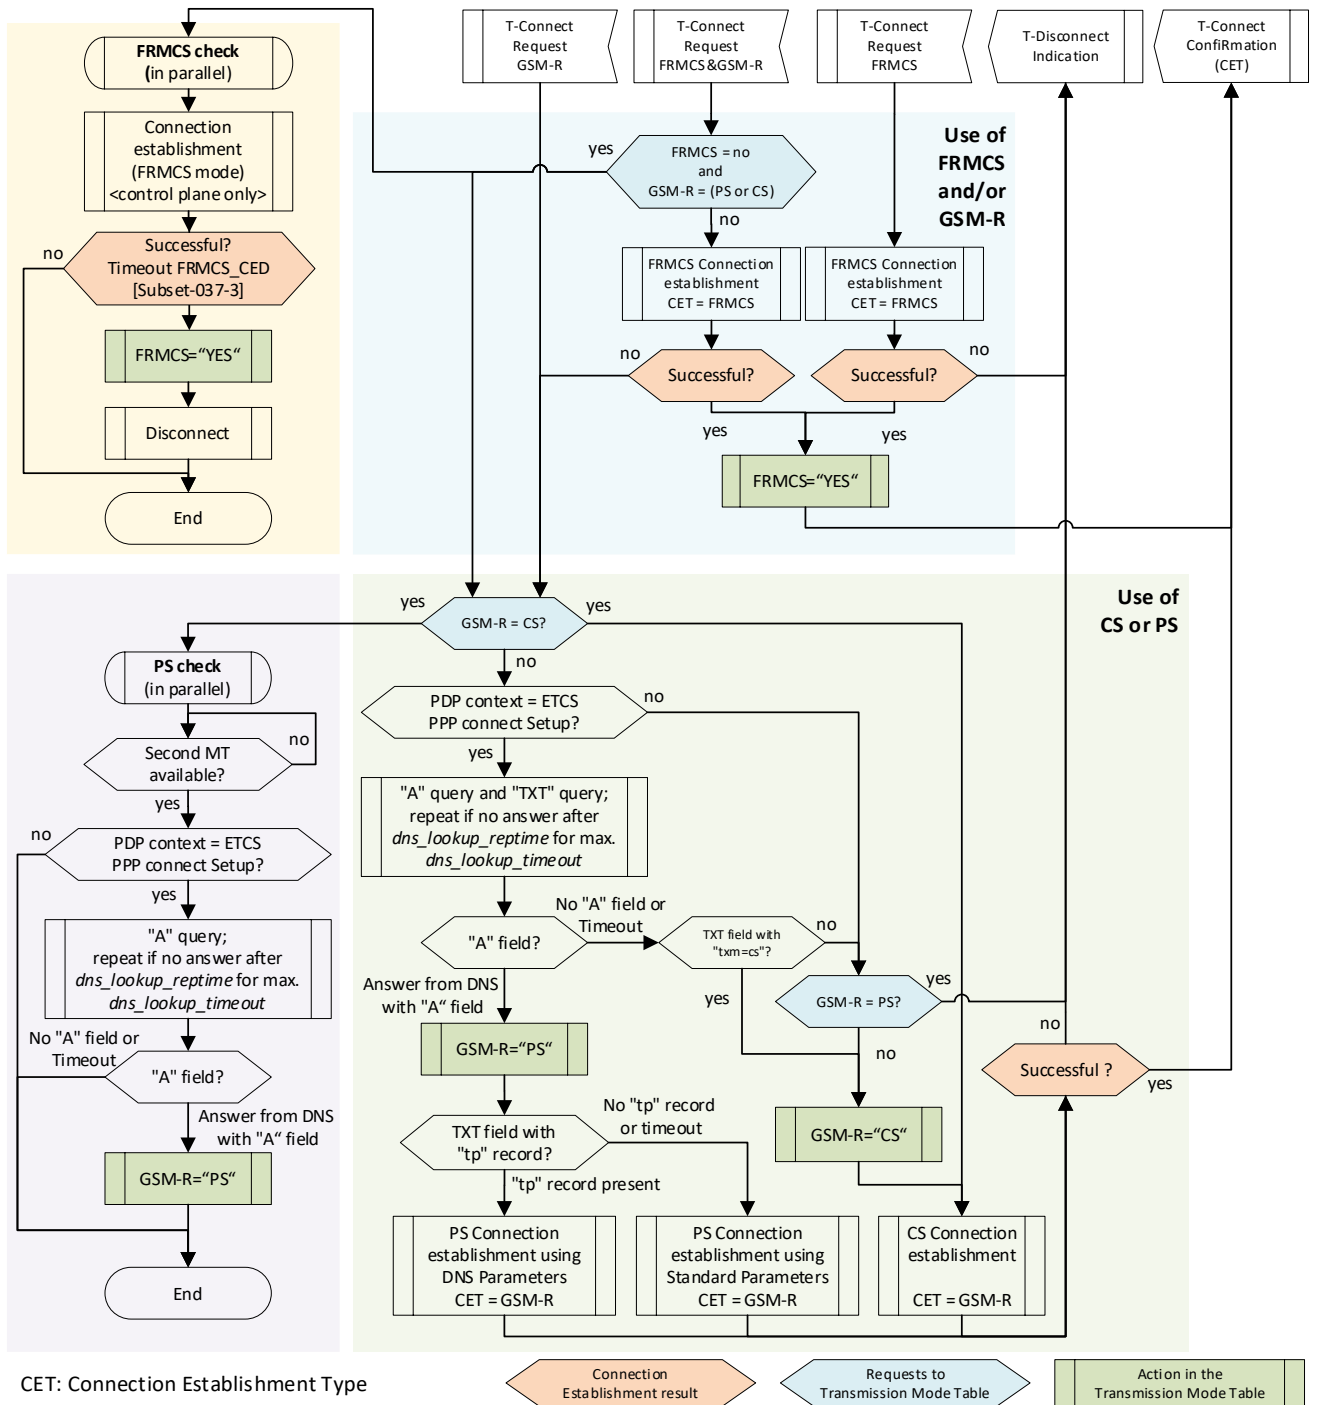 FRMCS check
(in parallel)
Connection
establishment
(FRMCS mode)
<control plane only>
Successful?
Timeout FRMCS_CED
[Subset-037-3]
no
FRMCS=“YES“
Disconnect
End
T-Connect
Request
GSM-R
T-Connect
Request
FRMCS&GSM-R
T-Connect
Request
FRMCS
T-Disconnect
Indication
T-Connect
ConfiRmation
(CET)
Use of
FRMCS
and/or
GSM-R
yes
FRMCS = no
and
GSM-R = (PS or CS)
no
FRMCS Connection
establishment
CET = FRMCS
FRMCS Connection
establishment
CET = FRMCS
no
Successful?
Successful?
no
yes
yes
FRMCS=“YES“
Use of
CS or PS
yes
GSM-R = CS?
yes
no
PS check
(in parallel)
Second MT
available?
no
yes
no
PDP context = ETCS
PPP connect Setup?
yes
"A" query;
repeat if no answer after
dns_lookup_reptime for max.
dns_lookup_timeout
No "A" field or
Timeout
"A" field?
Answer from DNS
with "A“ field
GSM-R=“PS“
End
PDP context = ETCS
PPP connect Setup?
no
yes
"A" query and "TXT" query;
repeat if no answer after
dns_lookup_reptime for max.
dns_lookup_timeout
"A" field?
No "A" field or
Timeout
TXT field with
"txm=cs"?
no
yes
Answer from DNS
with "A“ field
GSM-R=“PS“
GSM-R = PS?
yes
no
GSM-R=“CS“
no
Successful ?
yes
TXT field with
"tp" record?
No "tp" record
or timeout
"tp" record present
PS Connection
establishment using
DNS Parameters
CET = GSM-R
PS Connection
establishment using
Standard Parameters
CET = GSM-R
CS Connection
establishment
CET = GSM-R
CET: Connection Establishment Type
Connection
Establishment result
Requests to
Transmission Mode Table
Action in the
Transmission Mode Table